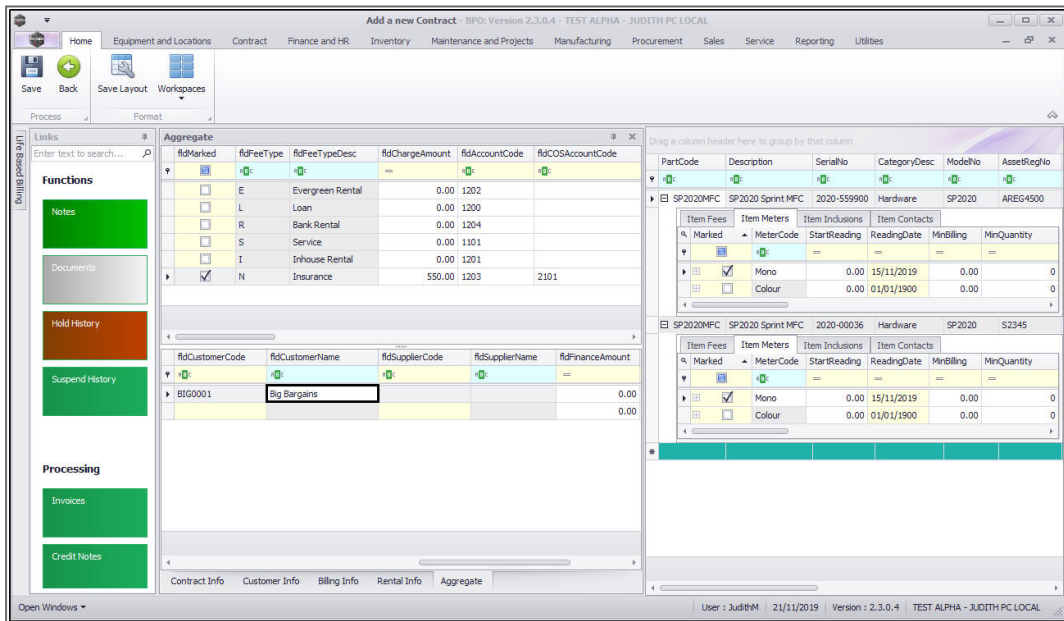 Add a new Contract - BPO: Version 2.3.0.4 - TEST ALPHA - JUDITH PC LOCAL
Home Equipment and Locations Contract Finance and HR Inventory Maintenance and Projects Manufacturing Procurement Sales Service Reporting Utilities
Save Back Save Layout Workspaces
Process Format
Life Based Billing
Links
Enter text to search...
Functions
Notes
Documents
Hold History
Suspend History
Processing
Invoices
Credit Notes
Aggregate
fldMarked fldFeeType fldFeeTypeDesc fldChargeAmount fldAccountCode fldCOSAccountCode
E Evergreen Rental 0.00 1202
L Loan 0.00 1200
R Bank Rental 0.00 1204
S Service 0.00 1101
I Inhouse Rental 0.00 1201
N Insurance 550.00 1203 2101
fldCustomerCode fldCustomerName fldSupplierCode fldSupplierName fldFinanceAmount
=
BIG0001 Big Bargains 0.00
0.00
Contract Info Customer Info Billing Info Rental Info Aggregate
Drag a column header here to group by that column
PartCode Description SerialNo CategoryDesc ModelNo AssetRegNo
SP2020MFC SP2020 Sprint MFC 2020-559900 Hardware SP2020 AREG4500
Item Fees Item Meters Item Inclusions Item Contacts
Marked MeterCode StartReading ReadingDate MinBilling MinQuantity
= = = =
Mono 0.00 15/11/2019 0.00 0
Colour 0.00 01/01/1900 0.00 0
SP2020MFC SP2020 Sprint MFC 2020-00036 Hardware SP2020 S2345
Item Fees Item Meters Item Inclusions Item Contacts
Marked MeterCode StartReading ReadingDate MinBilling MinQuantity
= = = =
Mono 0.00 15/11/2019 0.00 0
Colour 0.00 01/01/1900 0.00 0
Open Windows User : JudithM 21/11/2019 Version : 2.3.0.4 TEST ALPHA - JUDITH PC LOCAL